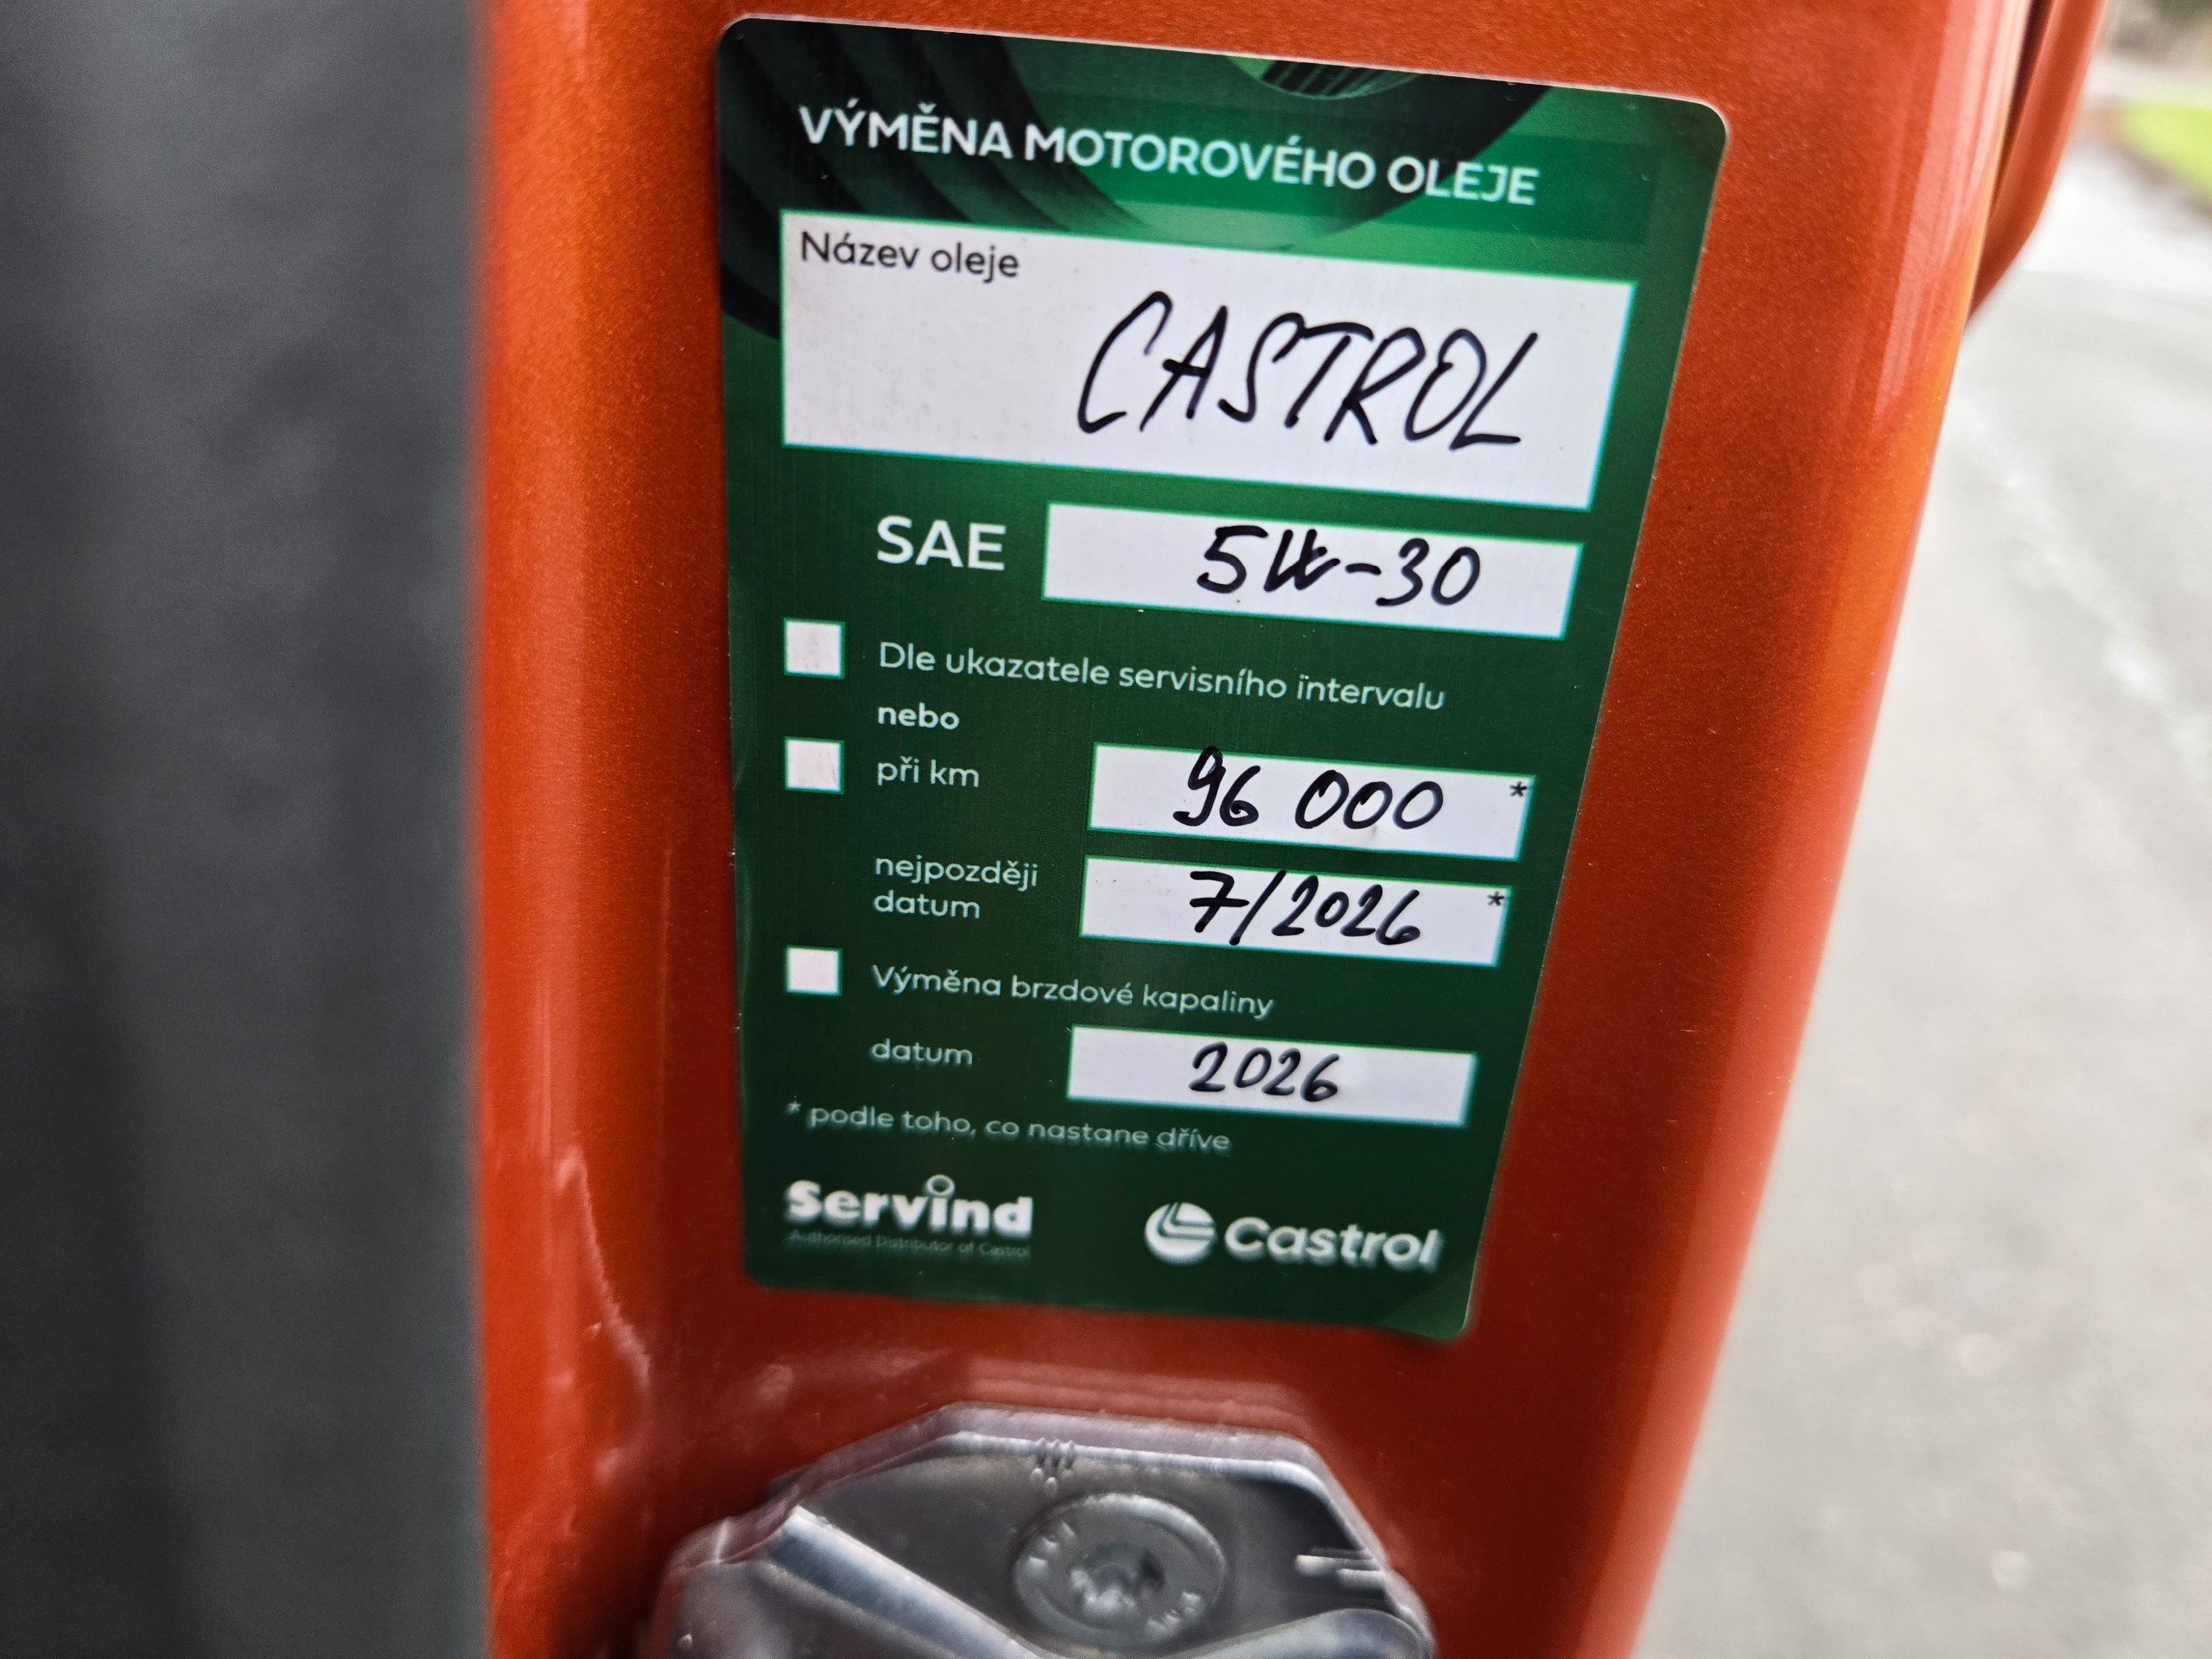 VÝMĚNA MOTOROVÉHO OLEJE
Název oleje
CASTROL
SAE 5W-30
Dle ukazatele servisního intervalu
nebo
při km 96 000 *
nejpozději
datum 7/2026 *
Výměna brzdové kapaliny
datum 2026
* podle toho, co nastane dříve
Servind Castrol
Authorised Distributor of Castrol